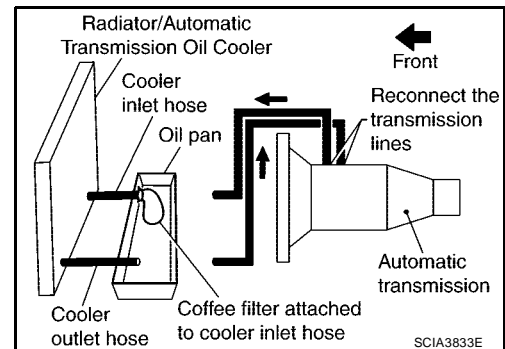 Radiator/Automatic
Transmission Oil Cooler
Front
Cooler
inlet hose
Reconnect the
transmission
lines
Oil pan
Automatic
transmission
Coffee filter attached
to cooler inlet hose
Cooler
outlet hose
SCIA3833E